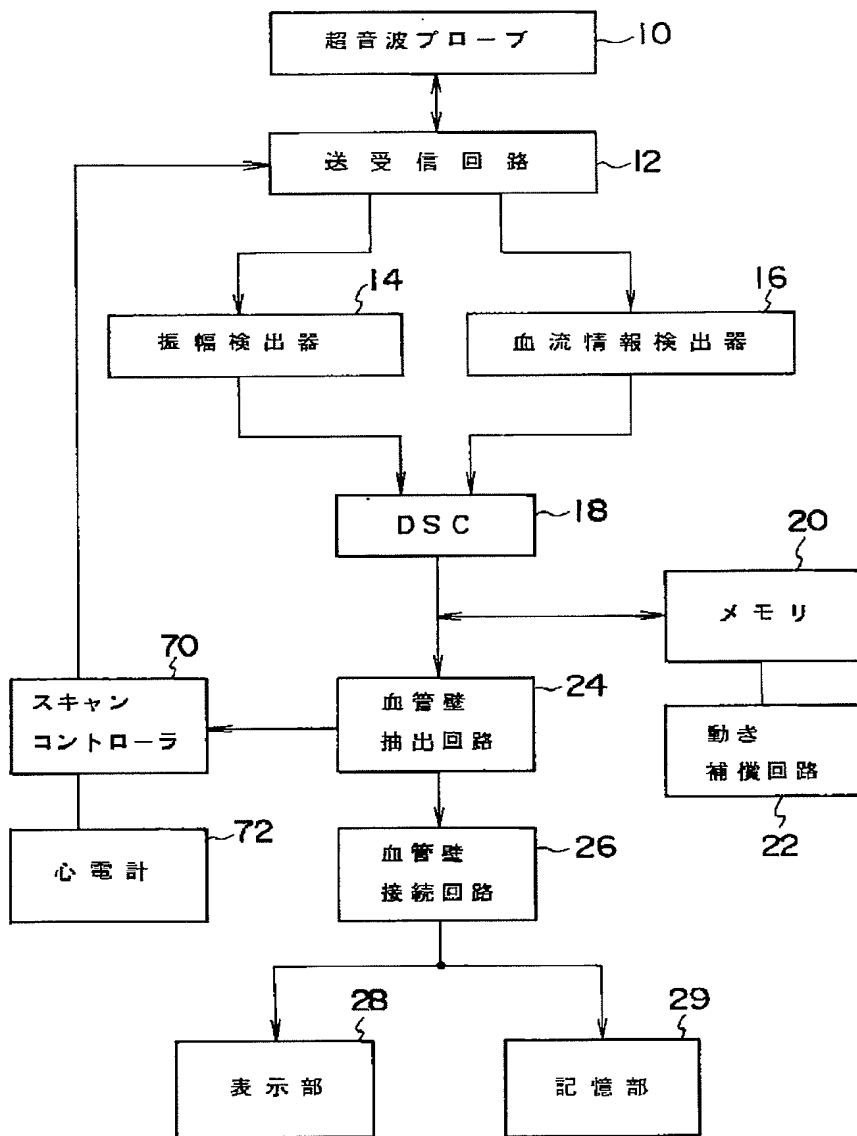 超音波プローブ
10
送受信回路
12
14
16
振幅検出器
血流情報検出器
DSC
18
20
メモリ
70
スキャン
コントローラ
血管壁
抽出回路
24
動き
補償回路
22
72
心電計
血管壁
接続回路
26
28
29
表示部
記憶部